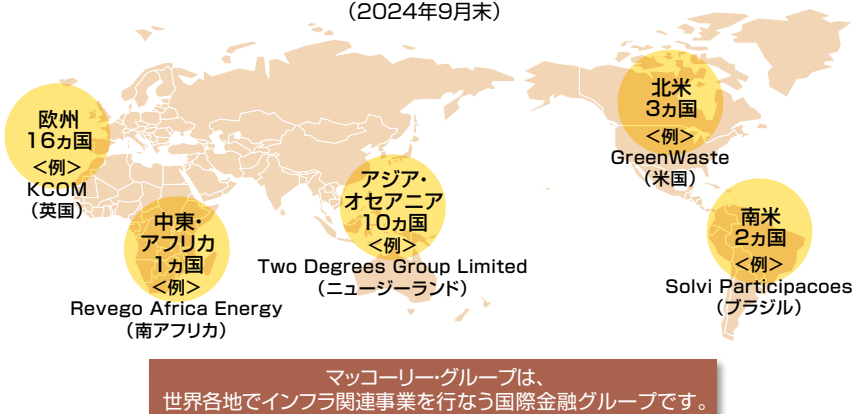 （2024年9月末）
欧州
16ヵ国
<例>
KCOM
（英国）
中東・
アフリカ
1ヵ国
<例>
Revego Africa Energy
（南アフリカ）
アジア・
オセアニア
10ヵ国
<例>
Two Degrees Group Limited
（ニュージーランド）
北米
3ヵ国
<例>
GreenWaste
（米国）
南米
2ヵ国
<例>
Solvi Participacoes
（ブラジル）
マッコーリー・グループは、
世界各地でインフラ関連事業を行なう国際金融グループです。